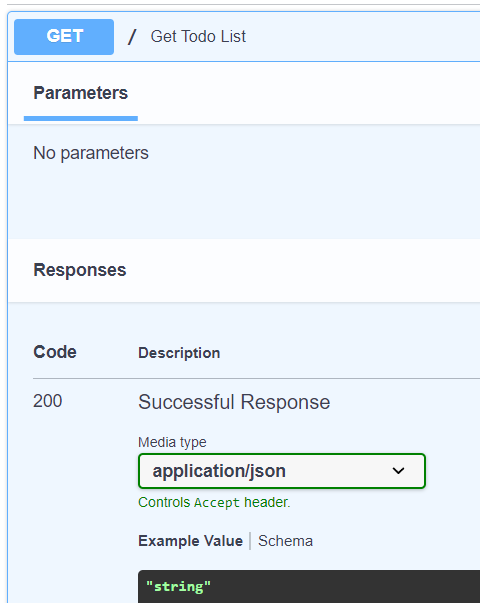 GET / Get Todo List
Parameters
No parameters
Responses
Code Description
200 Successful Response
Media type
application/json
Controls Accept header.
Example Value Schema
"string"